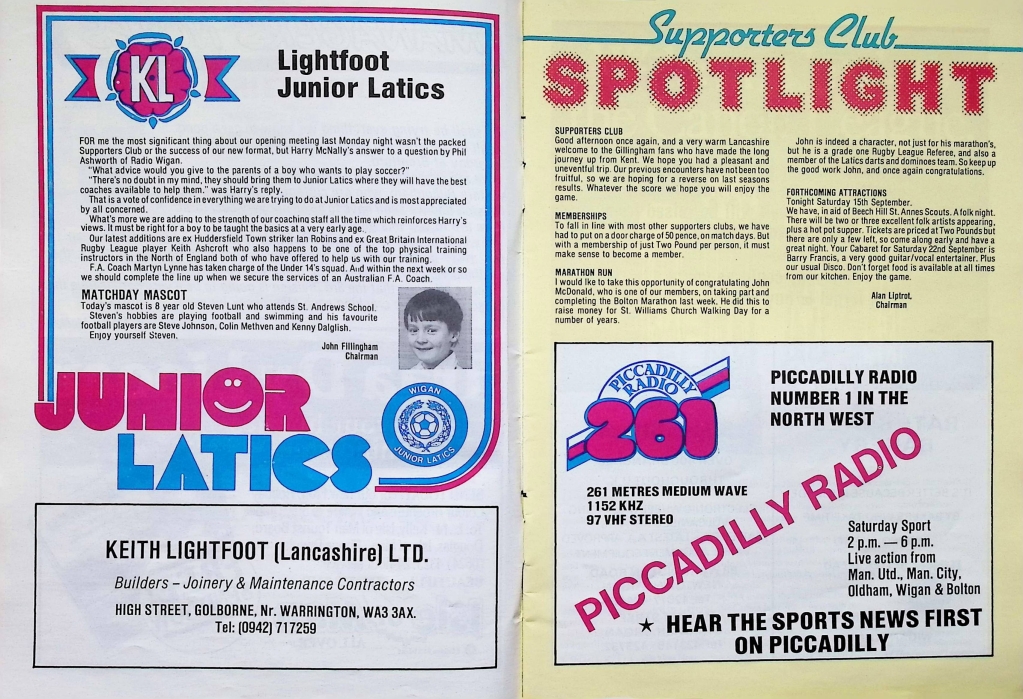 KL
Lightfoot
Junior Latics
FOR me the most significant thing about our opening meeting last Monday night wasn't the packed
Supporters Club or the success of our new format, but Harry McNally's answer to a question by Phil
Ashworth of Radio Wigan.
"What advice would you give to the parents of a boy who wants to play soccer?"
"There's no doubt in my mind, they should bring them to Junior Latics where they will have the best
coaches available to help them." was Harry's reply.
That is a vote of confidence in everything we are trying to do at Junior Latics and is most appreciated
by all concerned.
What's more we are adding to the strength of our coaching staff all the time which reinforces Harry's
views. It must be right for a boy to be taught the basics at a very early age.
Our latest additions are ex Huddersfield Town striker Ian Robins and ex Great Britain International
Rugby League player Keith Ashcroft who also happens to be one of the top physical training
instructors in the North of England both of who have offered to help us with our training.
F.A. Coach Martyn Lynne has taken charge of the Under 14's squad. And within the next week or so
we should complete the line up when we secure the services of an Australian F.A. Coach.
MATCHDAY MASCOT
Today's mascot is 8 year old Steven Lunt who attends St. Andrews School.
Steven's hobbies are playing football and swimming and his favourite
football players are Steve Johnson, Colin Methven and Kenny Dalglish.
Enjoy yourself Steven.
John Fillingham
Chairman
JUNIOR
LATICS
WIGAN
JUNIOR LATICS
KEITH LIGHTFOOT (Lancashire) LTD.
Builders – Joinery & Maintenance Contractors
HIGH STREET, GOLBORNE, Nr. WARRINGTON, WA3 3AX.
Tel: (0942) 717259
Supporters Club
SPOTLIGHT
SUPPORTERS CLUB
Good afternoon once again, and a very warm Lancashire
welcome to the Gillingham fans who have made the long
journey up from Kent. We hope you had a pleasant and
uneventful trip. Our previous encounters have not been too
fruitful, so we are hoping for a reverse on last seasons
results. Whatever the score we hope you will enjoy the
game.
MEMBERSHIPS
To fall in line with most other supporters clubs, we have
had to put on a door charge of 50 pence, on match days. But
with a membership of just Two Pound per person, it must
make sense to become a member.
MARATHON RUN
I would lke to take this opportunity of congratulating John
McDonald, who is one of our members, on taking part and
completing the Bolton Marathon last week. He did this to
raise money for St. Williams Church Walking Day for a
number of years.
John is indeed a character, not just for his marathon's,
but he is a grade one Rugby League Referee, and also a
member of the Latics darts and dominoes team. So keep up
the good work John, and once again congratulations.
FORTHCOMING ATTRACTIONS
Tonight Saturday 15th September.
We have, in aid of Beech Hill St. Annes Scouts. A folk night.
There will be two or three excellent folk artists appearing,
plus a hot pot supper. Tickets are priced at Two Pounds but
there are only a few left, so come along early and have a
great night. Your Cabaret for Saturday 22nd September is
Barry Francis, a very good guitar/vocal entertainer. Plus
our usual Disco. Don't forget food is available at all times
from our kitchen. Enjoy the game.
Alan Liptrot,
Chairman
PICCADILLY
RADIO
261
PICCADILLY RADIO
NUMBER 1 IN THE
NORTH WEST
261 METRES MEDIUM WAVE
1152 KHZ
97 VHF STEREO
PICCADILLY RADIO
Saturday Sport
2 p.m. — 6 p.m.
Live action from
Man. Utd., Man. City,
Oldham, Wigan & Bolton
★ HEAR THE SPORTS NEWS FIRST
ON PICCADILLY